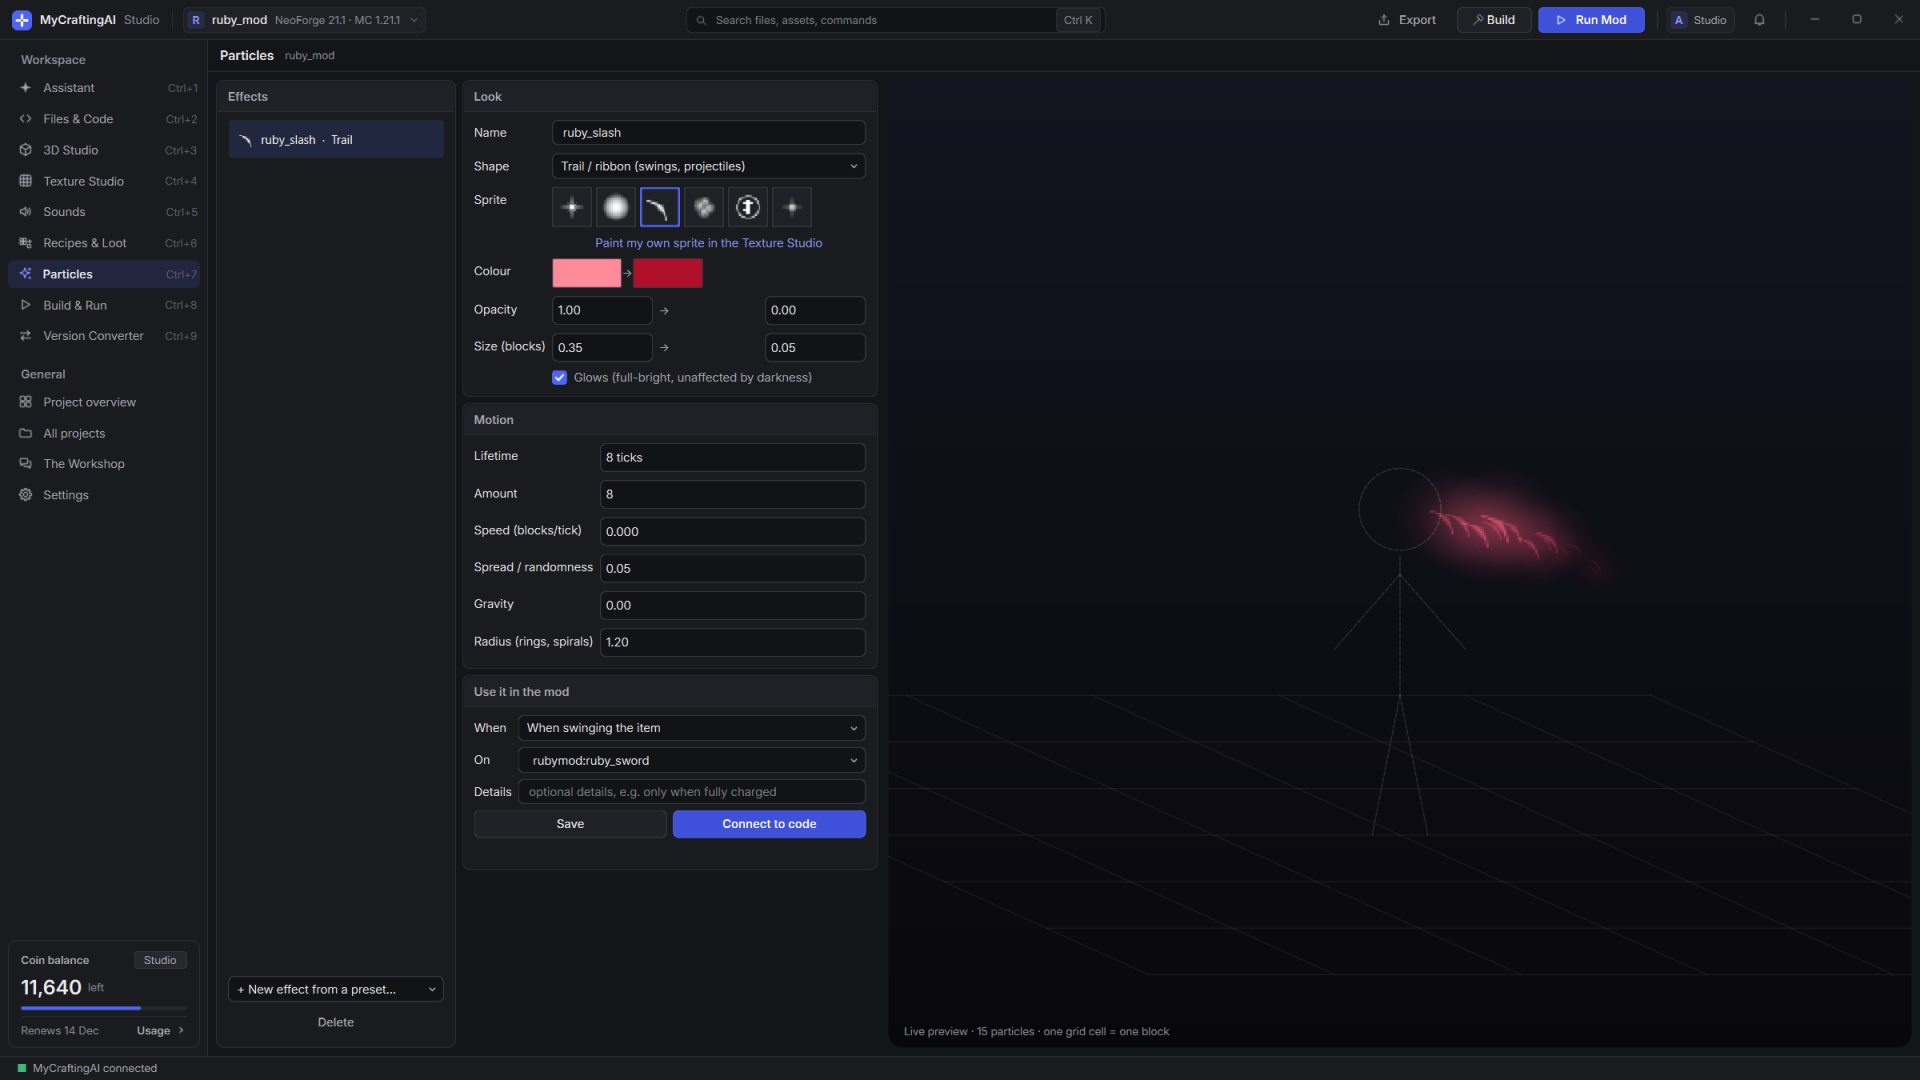 MyCraftingAI Studio
R ruby_mod NeoForge 21.1 · MC 1.21.1
Search files, assets, commands Ctrl K
Export
Build
Run Mod
A Studio
Workspace
Assistant Ctrl+1
Files & Code Ctrl+2
3D Studio Ctrl+3
Texture Studio Ctrl+4
Sounds Ctrl+5
Recipes & Loot Ctrl+6
Particles Ctrl+7
Build & Run Ctrl+8
Version Converter Ctrl+9
General
Project overview
All projects
The Workshop
Settings
Coin balance Studio
11,640 left
Renews 14 Dec Usage
MyCraftingAI connected
Particles ruby_mod
Effects
ruby_slash · Trail
+ New effect from a preset...
Delete
Look
Name ruby_slash
Shape Trail / ribbon (swings, projectiles)
Sprite
Paint my own sprite in the Texture Studio
Colour →
Opacity 1.00 → 0.00
Size (blocks) 0.35 → 0.05
Glows (full-bright, unaffected by darkness)
Motion
Lifetime 8 ticks
Amount 8
Speed (blocks/tick) 0.000
Spread / randomness 0.05
Gravity 0.00
Radius (rings, spirals) 1.20
Use it in the mod
When When swinging the item
On rubymod:ruby_sword
Details optional details, e.g. only when fully charged
Save
Connect to code
Live preview · 15 particles · one grid cell = one block